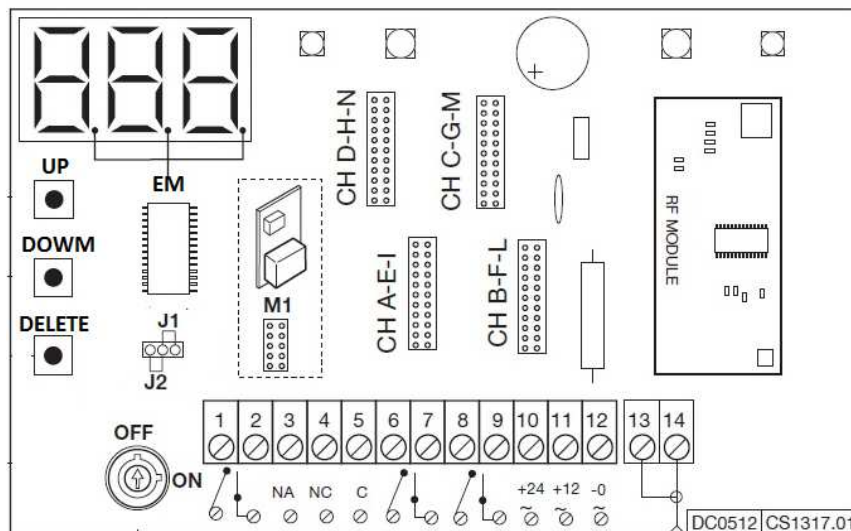 UP
EM
DOWM
DELETE
J1
J2
M1
CH D-H-N
CH C-G-M
CH A-E-I
CH B-F-L
RF MODULE
OFF
ON
1 2 3 4 5 6 7 8 9 10 11 12 13 14
NA NC C +24 +12 -0
~ ~ ~
DC0512 CS1317.01